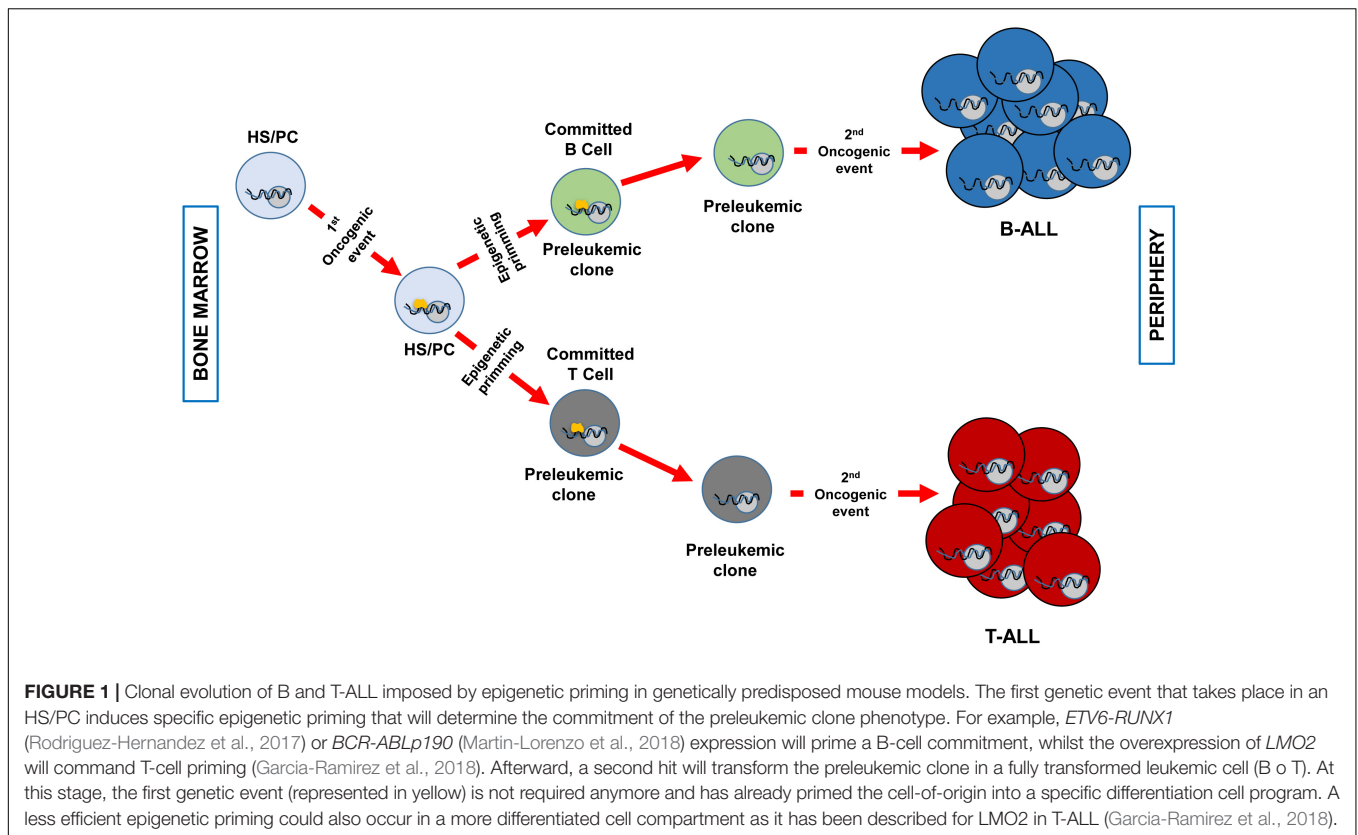 BONE MARROW
HS/PC
1st
Oncogenic
event
HS/PC
Epigenetic
primming
Committed
B Cell
Preleukemic
clone
Preleukemic
clone
2nd
Oncogenic
event
B-ALL
Epigenetic
primming
Committed
T Cell
Preleukemic
clone
Preleukemic
clone
2nd
Oncogenic
event
T-ALL
PERIPHERY
FIGURE 1 | Clonal evolution of B and T-ALL imposed by epigenetic priming in genetically predisposed mouse models. The first genetic event that takes place in an
HS/PC induces specific epigenetic priming that will determine the commitment of the preleukemic clone phenotype. For example, ETV6-RUNX1
(Rodriguez-Hernandez et al., 2017) or BCR-ABLp190 (Martin-Lorenzo et al., 2018) expression will prime a B-cell commitment, whilst the overexpression of LMO2
will command T-cell priming (Garcia-Ramirez et al., 2018). Afterward, a second hit will transform the preleukemic clone in a fully transformed leukemic cell (B o T). At
this stage, the first genetic event (represented in yellow) is not required anymore and has already primed the cell-of-origin into a specific differentiation cell program. A
less efficient epigenetic priming could also occur in a more differentiated cell compartment as it has been described for LMO2 in T-ALL (Garcia-Ramirez et al., 2018).